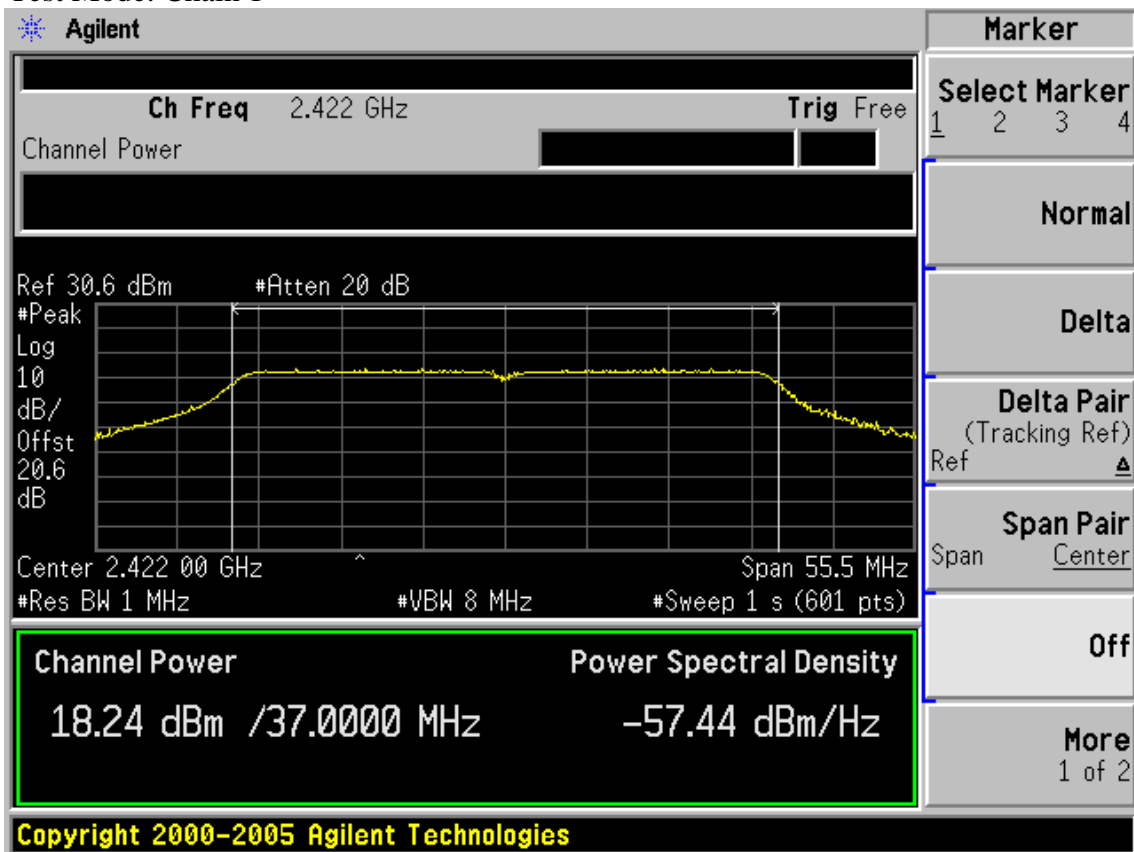 Agilent
Ch Freq 2.422 GHz Trig Free
Channel Power
Ref 30.6 dBm #Atten 20 dB
#Peak
Log
10
dB/
Offst
20.6
dB
Center 2.422 00 GHz ^ Span 55.5 MHz
#Res BW 1 MHz #VBW 8 MHz #Sweep 1 s (601 pts)
Channel Power Power Spectral Density
18.24 dBm /37.0000 MHz -57.44 dBm/Hz
Copyright 2000-2005 Agilent Technologies
Marker
Select Marker
1 2 3 4
Normal
Delta
Delta Pair
(Tracking Ref)
Ref Δ
Span Pair
Span Center
Off
More
1 of 2